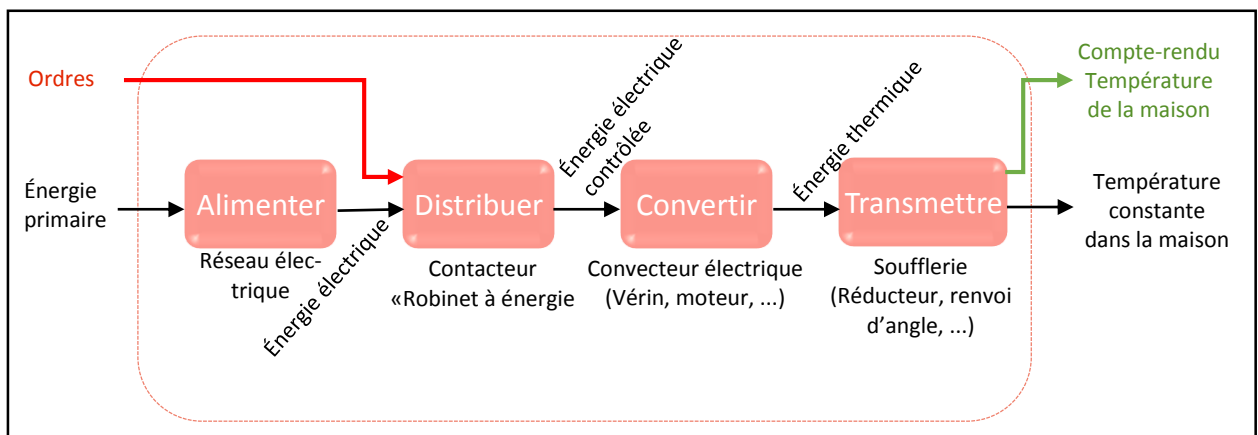 Ordres
Énergie électrique
contrôlée
Énergie thermique
Compte-rendu
Température
de la maison
Énergie
primaire
Alimenter
Énergie électrique
Distribuer
Convertir
Transmettre
Température
constante
dans la maison
Réseau élec-
trique
Contacteur
«Robinet à énergie
Convecteur électrique
(Vérin, moteur, ...)
Soufflerie
(Réducteur, renvoi
d’angle, ...)